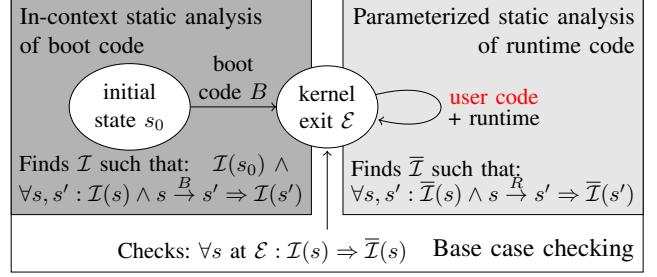 In-context static analysis
of boot code
Parameterized static analysis
of runtime code
initial
state s₀
boot
code B
kernel
exit ℰ
user code
+ runtime
Finds ℐ such that: ℐ(s₀) ∧
∀s, s′ : ℐ(s) ∧ s →ᴮ s′ ⇒ ℐ(s′)
Finds ℐ̅ such that:
∀s, s′ : ℐ̅(s) ∧ s →ᴿ s′ ⇒ ℐ̅(s′)
Checks: ∀s at ℰ : ℐ(s) ⇒ ℐ̅(s)
Base case checking